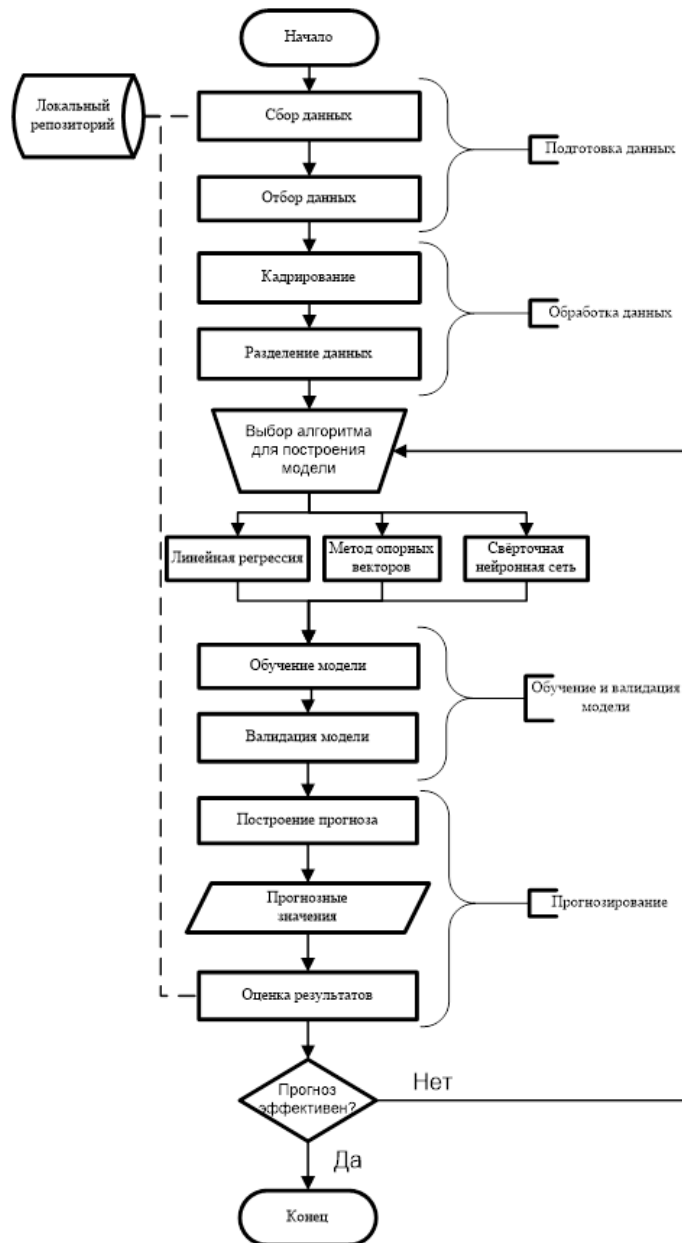 Начало
Локальный
репозиторий
Сбор данных
Подготовка данных
Отбор данных
Кадрирование
Обработка данных
Разделение данных
Выбор алгоритма
для построения
модели
Линейная регрессия
Метод опорных
векторов
Свёрточная
нейронная сеть
Обучение модели
Обучение и валидация
модели
Валидация модели
Построение прогноза
Прогнозные
значения
Прогнозирование
Оценка результатов
Прогноз
эффективен?
Нет
Да
Конец